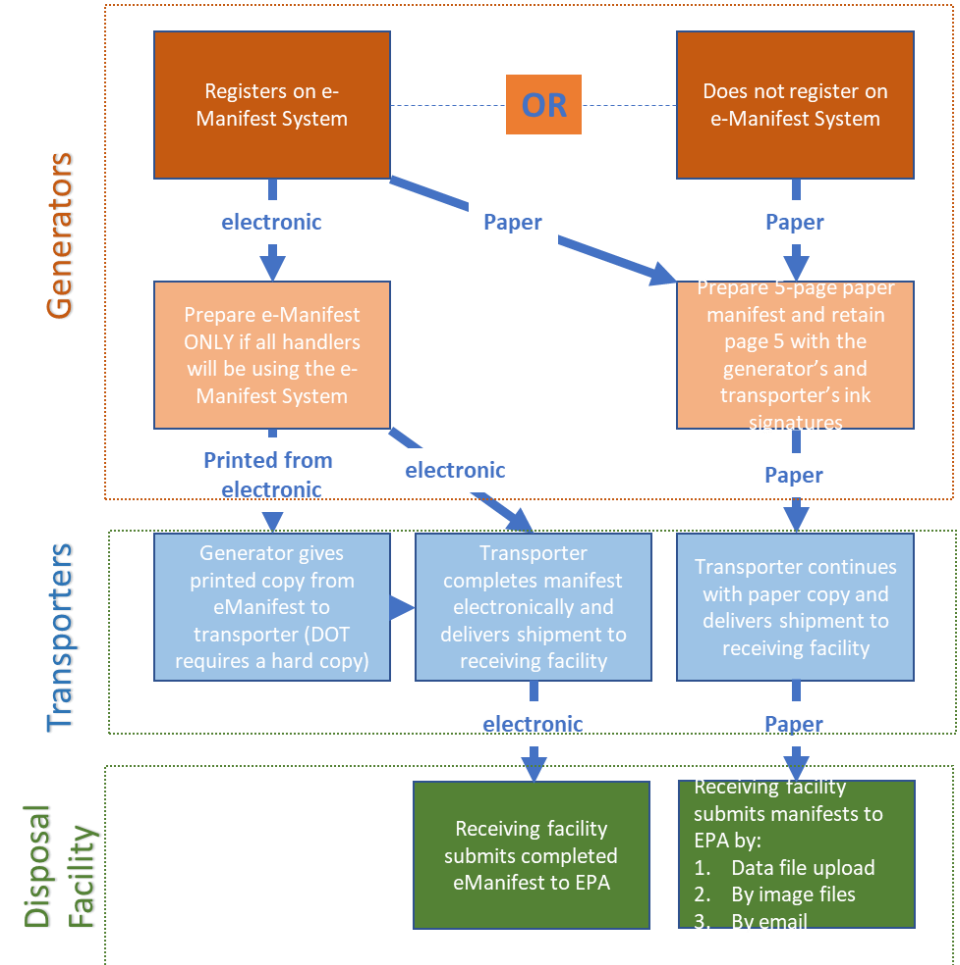 Generators
Registers on e-
Manifest System
OR
Does not register on
e-Manifest System
electronic
Paper
Paper
Prepare e-Manifest
ONLY if all handlers
will be using the e-
Manifest System
Prepare 5-page paper
manifest and retain
page 5 with the
generator's and
transporter's ink
signatures
Printed from
electronic
electronic
Paper
Transporters
Generator gives
printed copy from
eManifest to
transporter (DOT
requires a hard copy)
Transporter
completes manifest
electronically and
delivers shipment to
receiving facility
Transporter continues
with paper copy and
delivers shipment to
receiving facility
electronic
Paper
Disposal
Facility
Receiving facility
submits completed
eManifest to EPA
Receiving facility
submits manifests to
EPA by:
1. Data file upload
2. By image files
3. By email